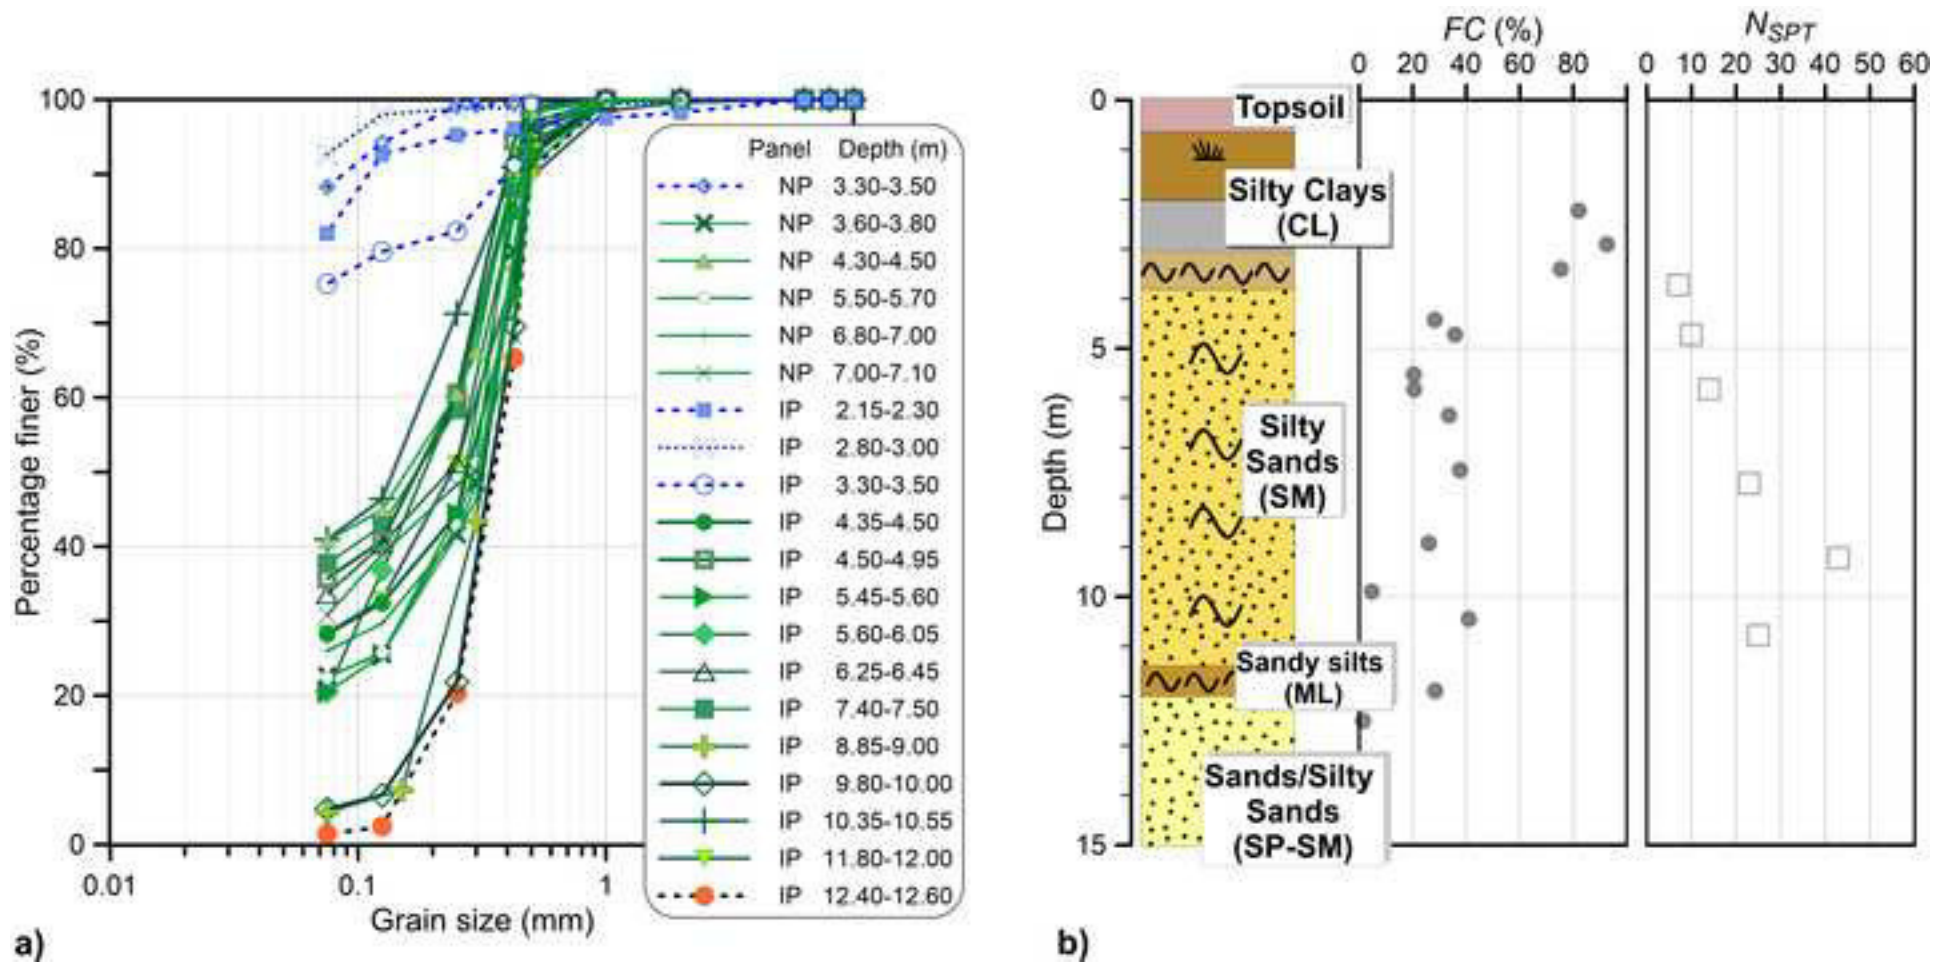 100
80
60
40
20
0
Percentage finer (%)
0.01
0.1
1
Grain size (mm)
a)
Panel Depth (m)
NP 3.30-3.50
NP 3.60-3.80
NP 4.30-4.50
NP 5.50-5.70
NP 6.80-7.00
NP 7.00-7.10
IP 2.15-2.30
IP 2.80-3.00
IP 3.30-3.50
IP 4.35-4.50
IP 4.50-4.95
IP 5.45-5.60
IP 5.60-6.05
IP 6.25-6.45
IP 7.40-7.50
IP 8.85-9.00
IP 9.80-10.00
IP 10.35-10.55
IP 11.80-12.00
IP 12.40-12.60
FC (%)
0 20 40 60 80
NSPT
0 10 20 30 40 50 60
0
5
10
15
Depth (m)
Topsoil
Silty Clays
(CL)
Silty
Sands
(SM)
Sandy silts
(ML)
Sands/Silty
Sands
(SP-SM)
b)